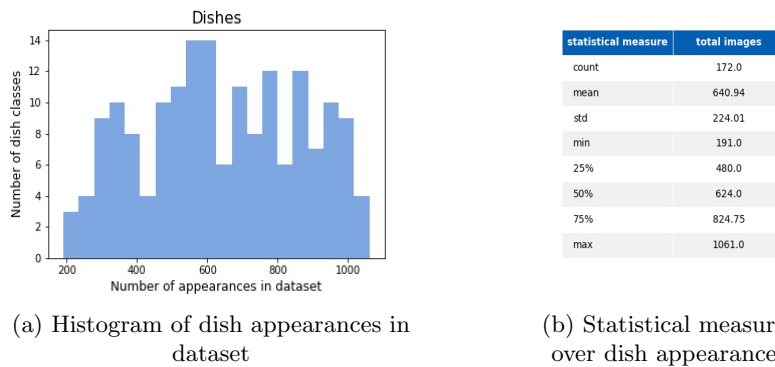 Dishes
14
12
10
8
6
4
2
0
Number of dish classes
200 400 600 800 1000
Number of appearances in dataset
(a) Histogram of dish appearances in
dataset
statistical measure total images
count 172.0
mean 640.94
std 224.01
min 191.0
25% 480.0
50% 624.0
75% 824.75
max 1061.0
(b) Statistical measur
over dish appearance